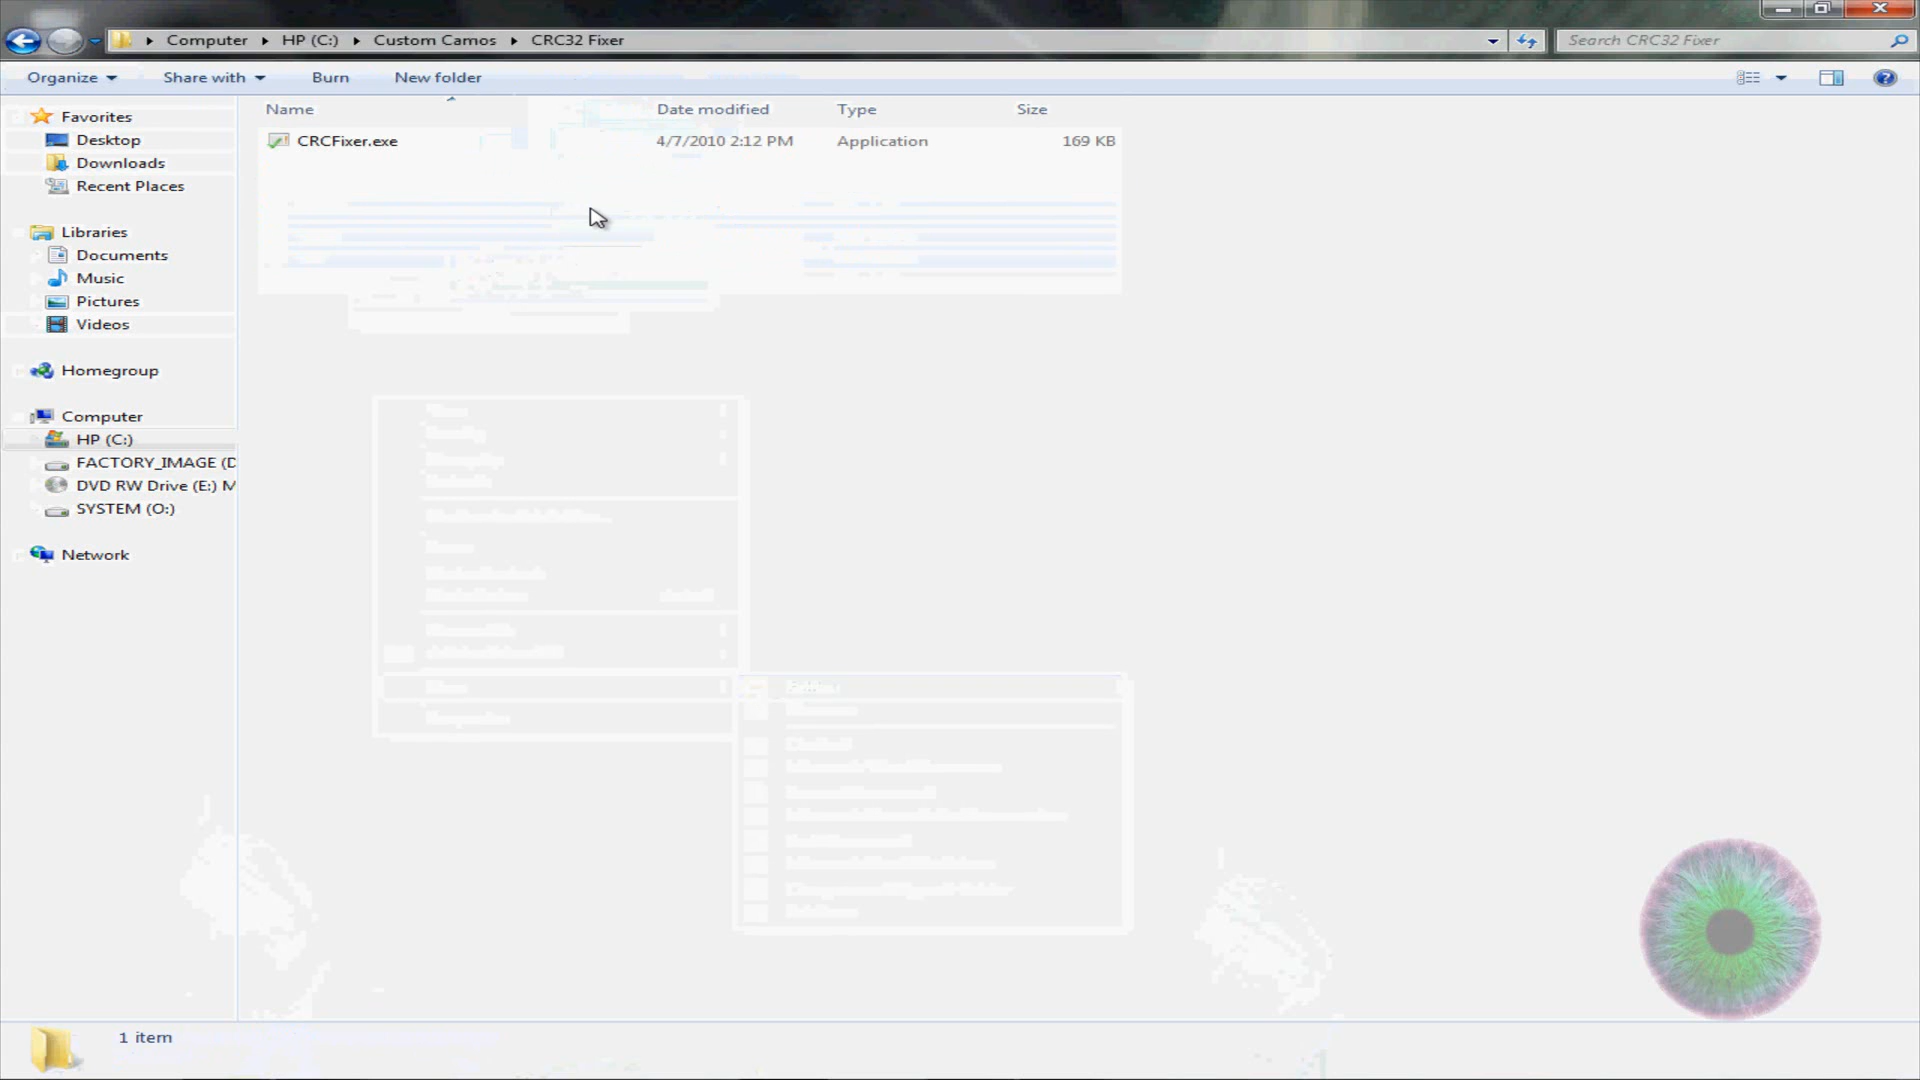 Computer HP (C:) Custom Camos CRC32 Fixer Search CRC32 Fixer
Organize Share with Burn New folder
Name Date modified Type Size
CRCFixer.exe 4/7/2010 2:12 PM Application 169 KB
Favorites
Desktop
Downloads
Recent Places
Libraries
Documents
Music
Pictures
Videos
Homegroup
Computer
HP (C:)
FACTORY_IMAGE (D
DVD RW Drive (E:) M
SYSTEM (O:)
Network
1 item